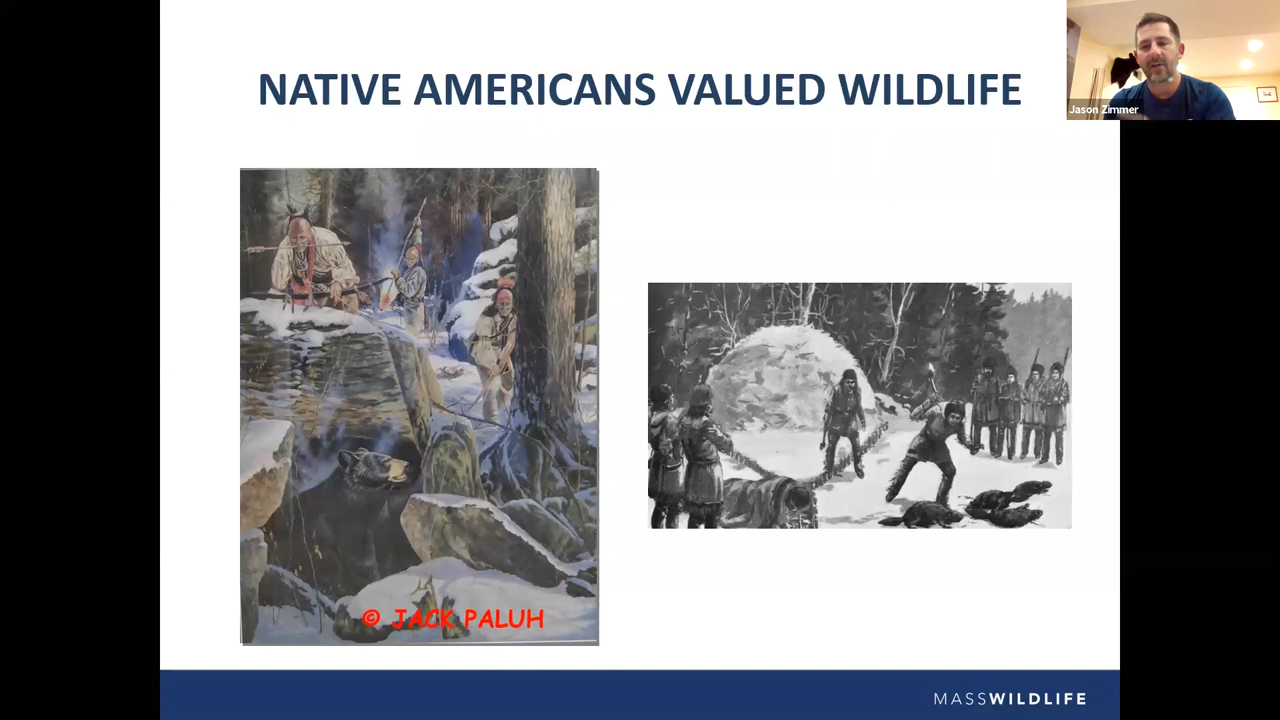 NATIVE AMERICANS VALUED WILDLIFE
Jason Zimmer
© JACK PALUH
MASSWILDLIFE